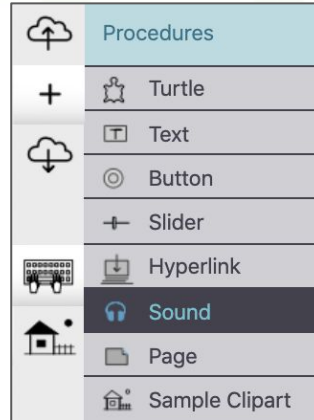 Procedures
Turtle
Text
Button
Slider
Hyperlink
Sound
Page
Sample Clipart